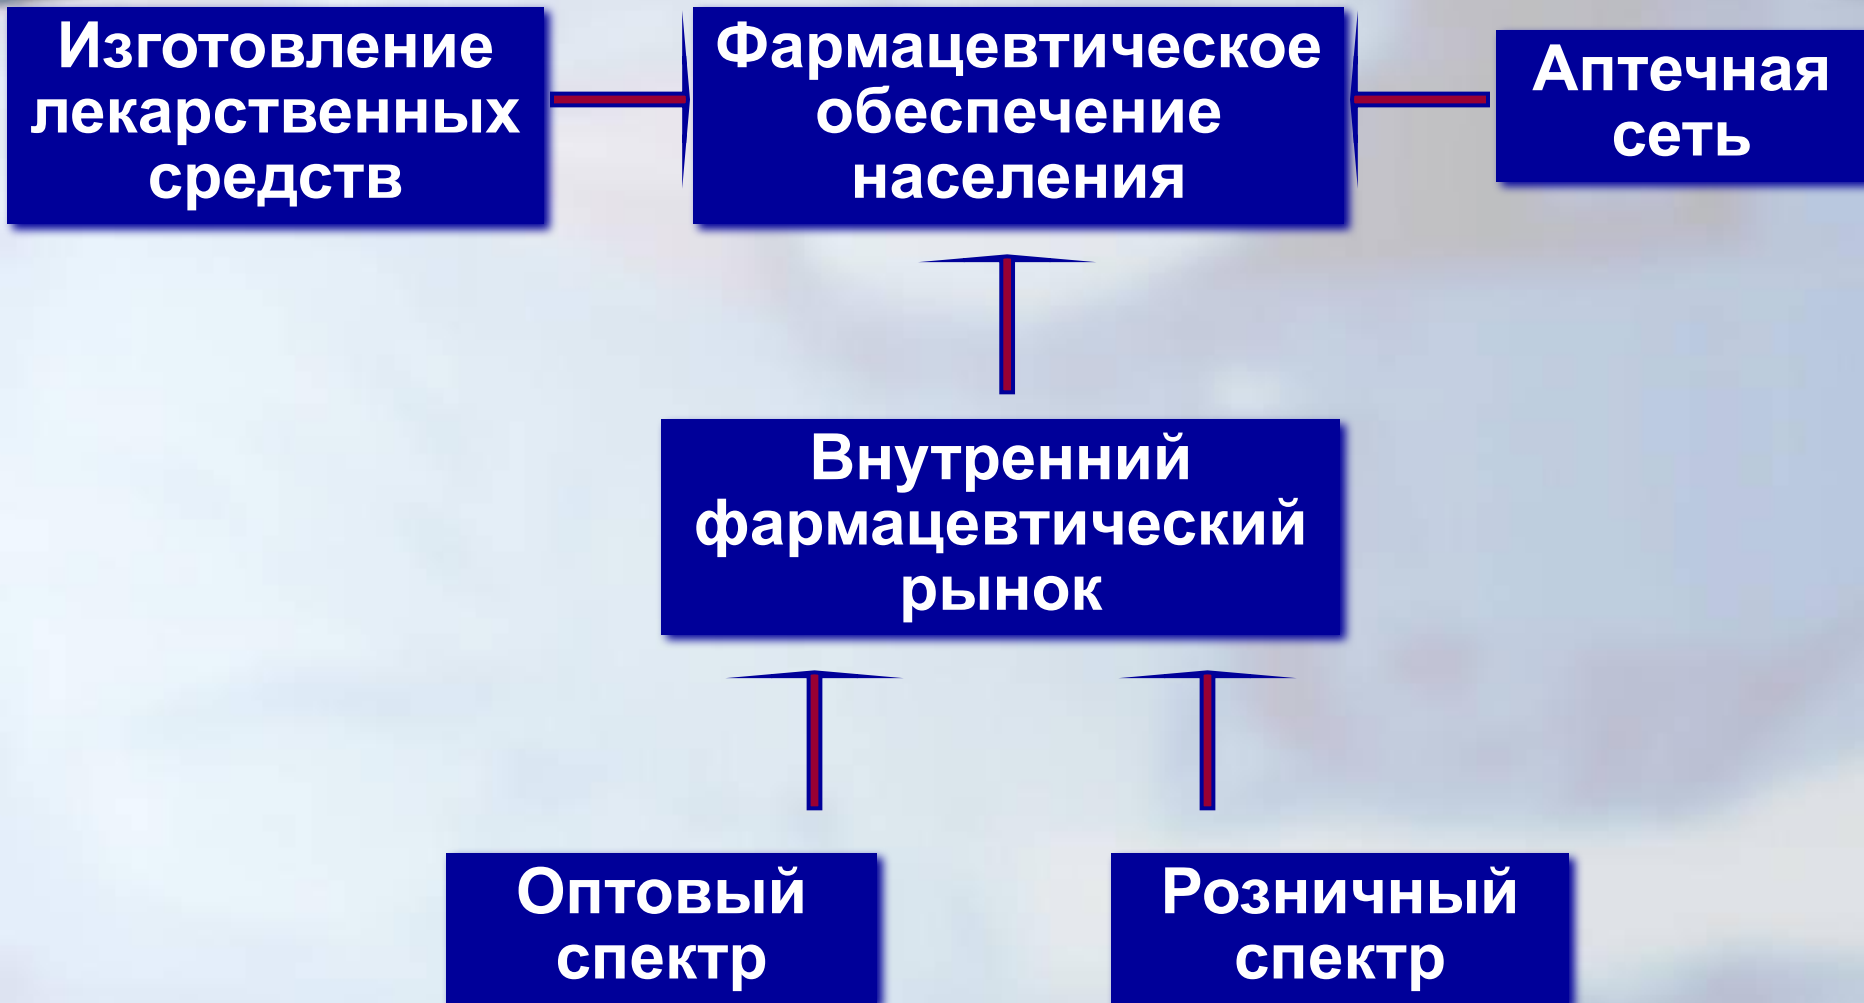 Изготовление
лекарственных
средств
Фармацевтическое
обеспечение
населения
Аптечная
сеть
Внутренний
фармацевтический
рынок
Оптовый
спектр
Розничный
спектр